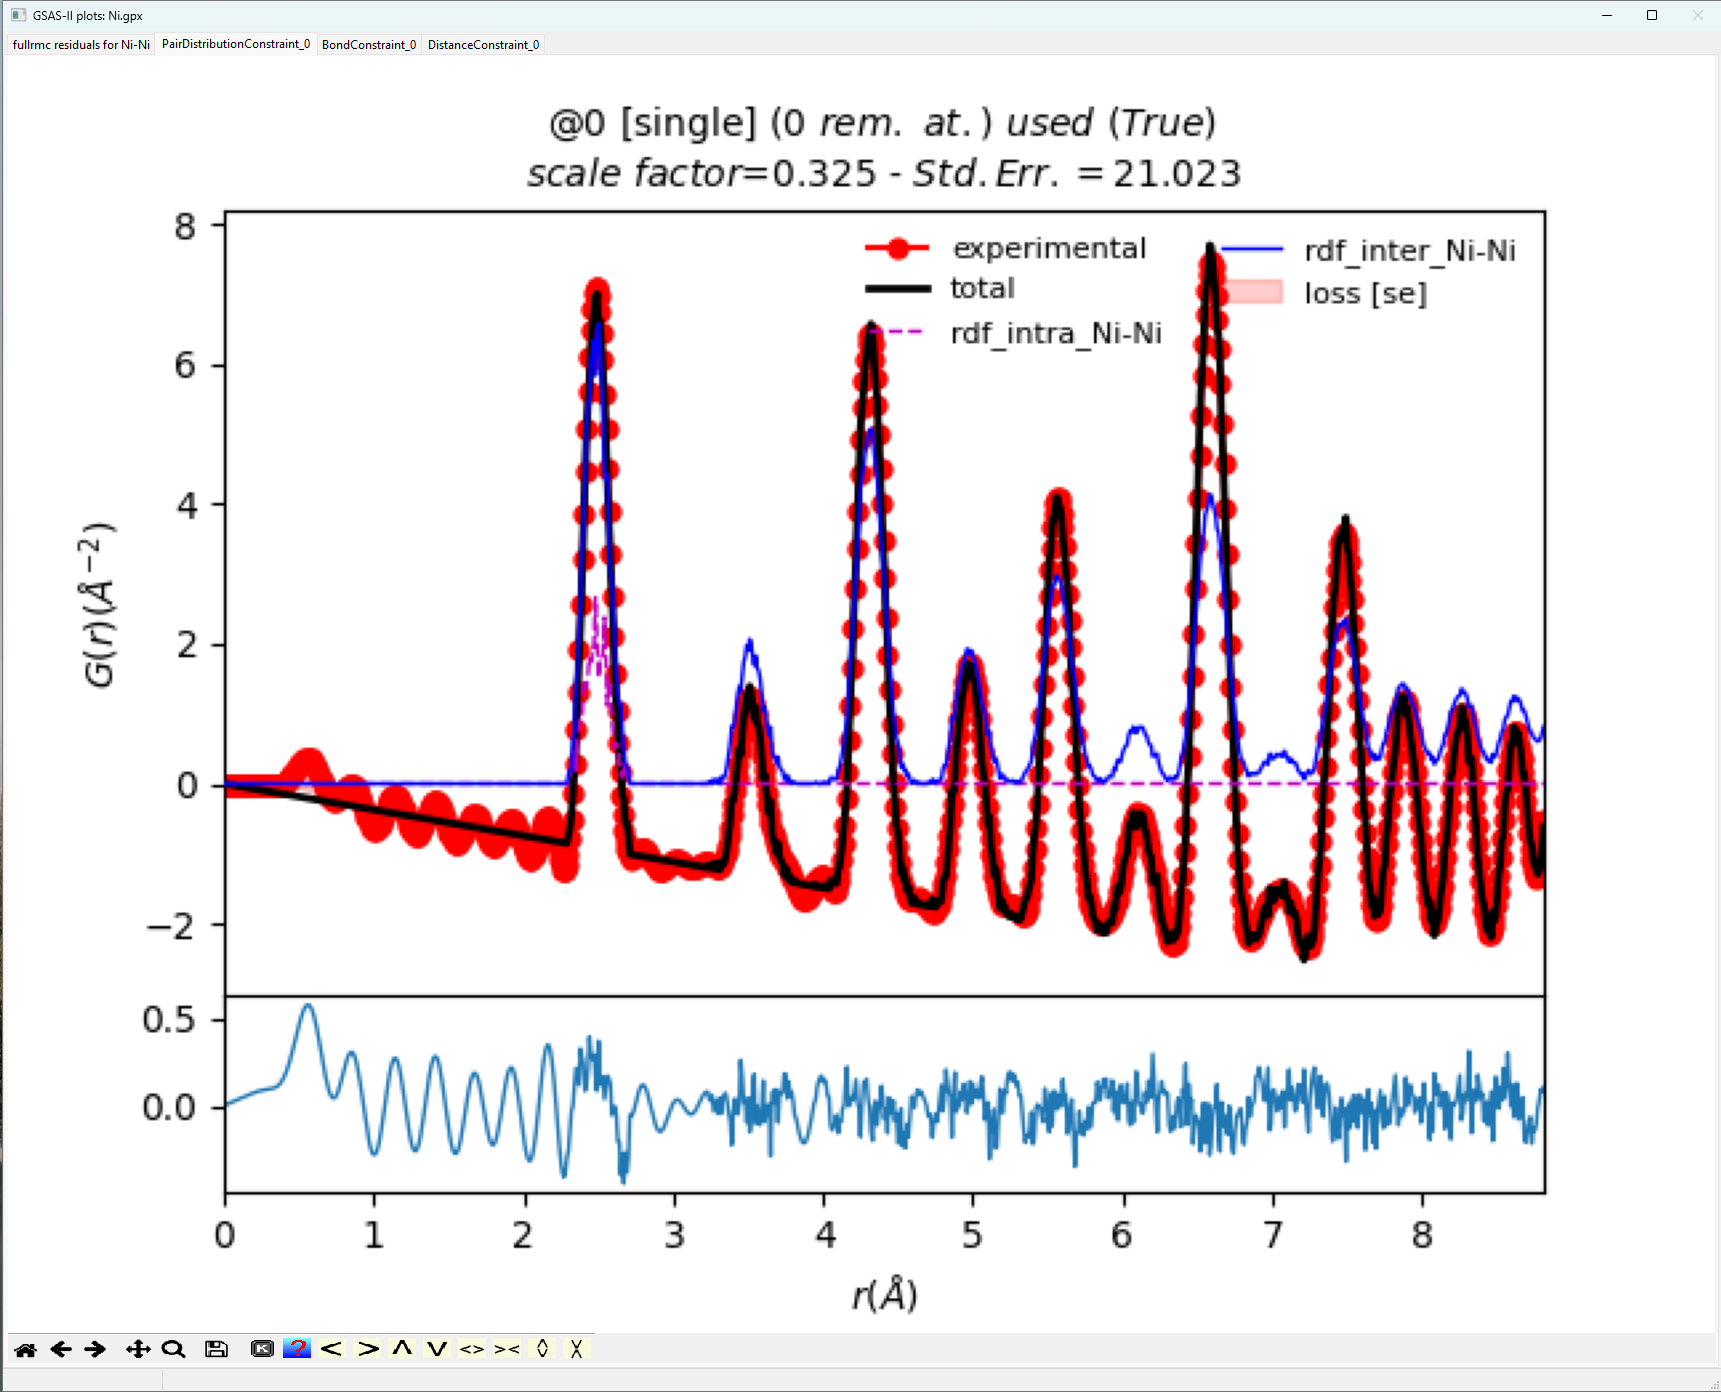 GSAS-II plots: Ni.gpx
fullrmc residuals for Ni-Ni PairDistributionConstraint_0 BondConstraint_0 DistanceConstraint_0
@0 [single] (0 rem. at.) used (True)
scale factor=0.325 - Std.Err. = 21.023
experimental
total
rdf_intra_Ni-Ni
rdf_inter_Ni-Ni
loss [se]
8
6
4
2
0
−2
G(r)(Å⁻²)
0.5
0.0
0 1 2 3 4 5 6 7 8
r(Å)
K ? < > <> ><